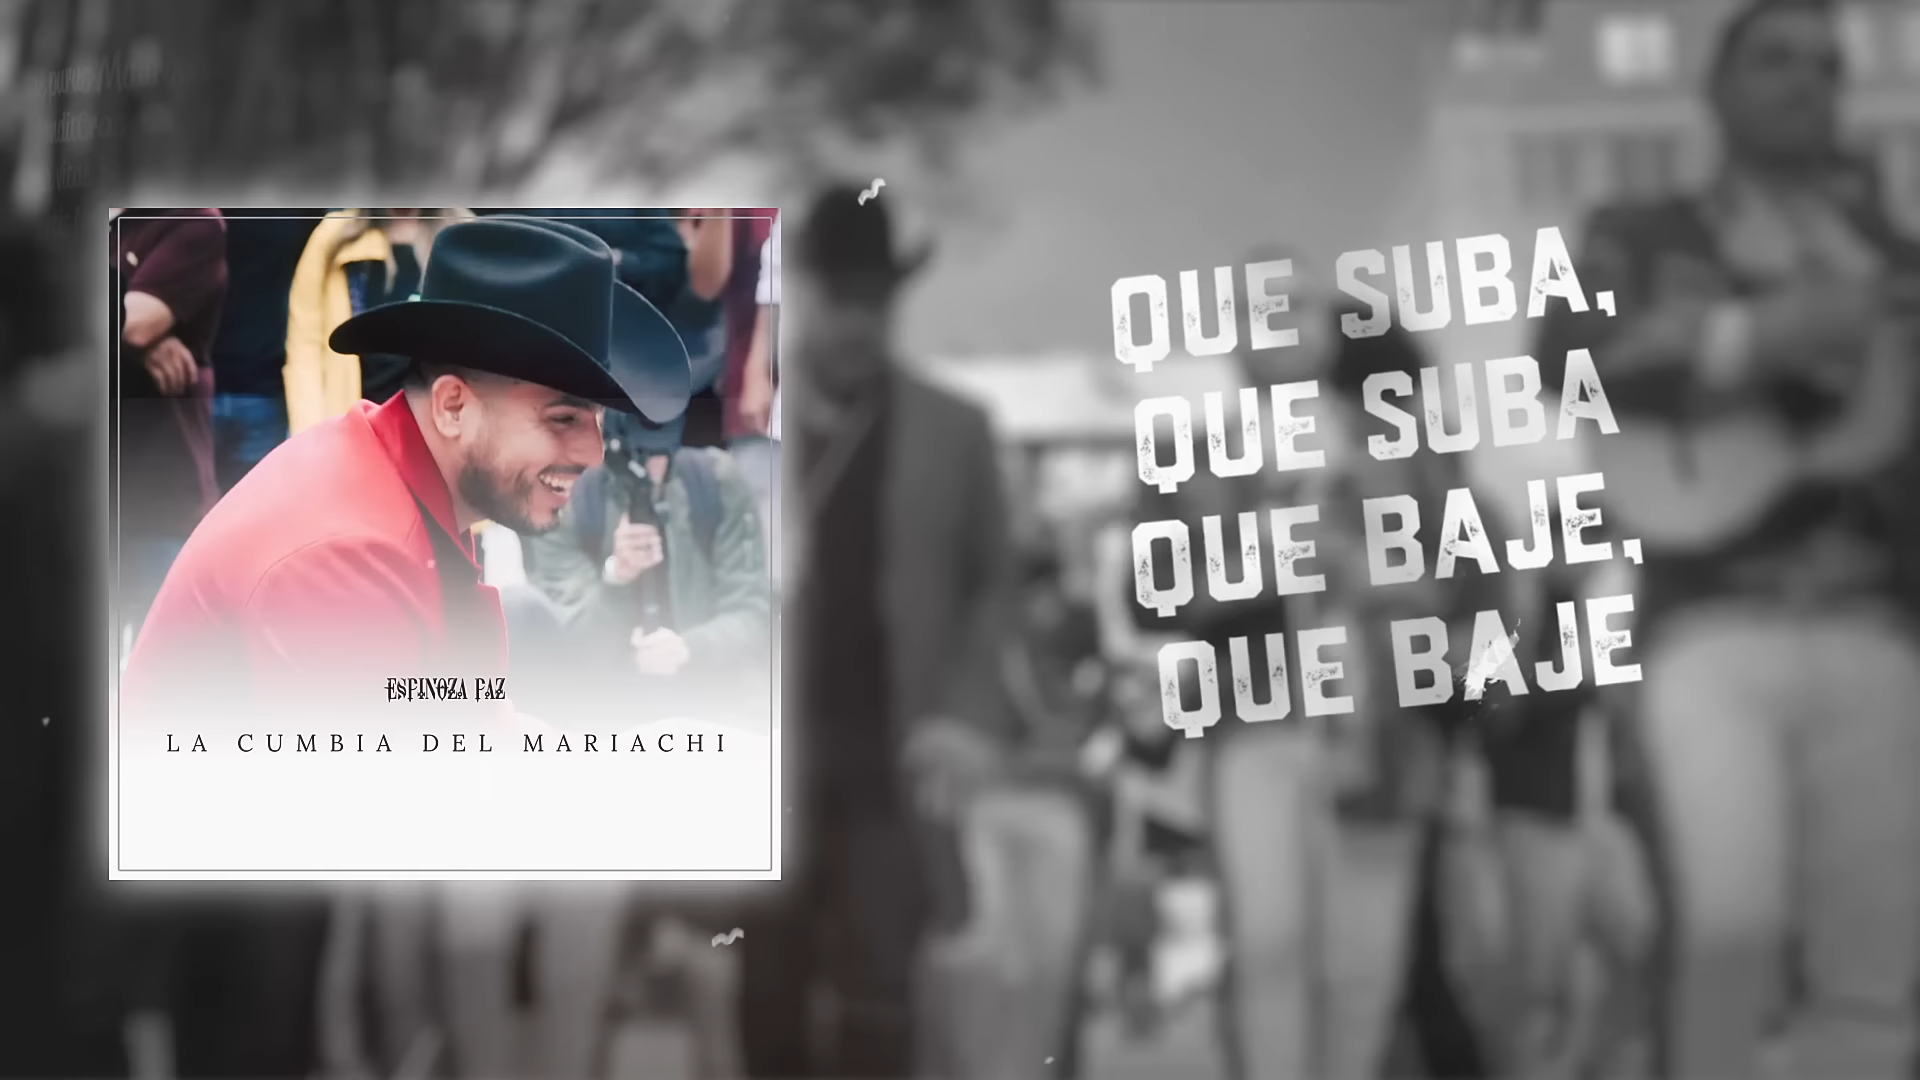 ESPINOZA PAZ
LA CUMBIA DEL MARIACHI
QUE SUBA,
QUE SUBA
QUE BAJE,
QUE BAJE